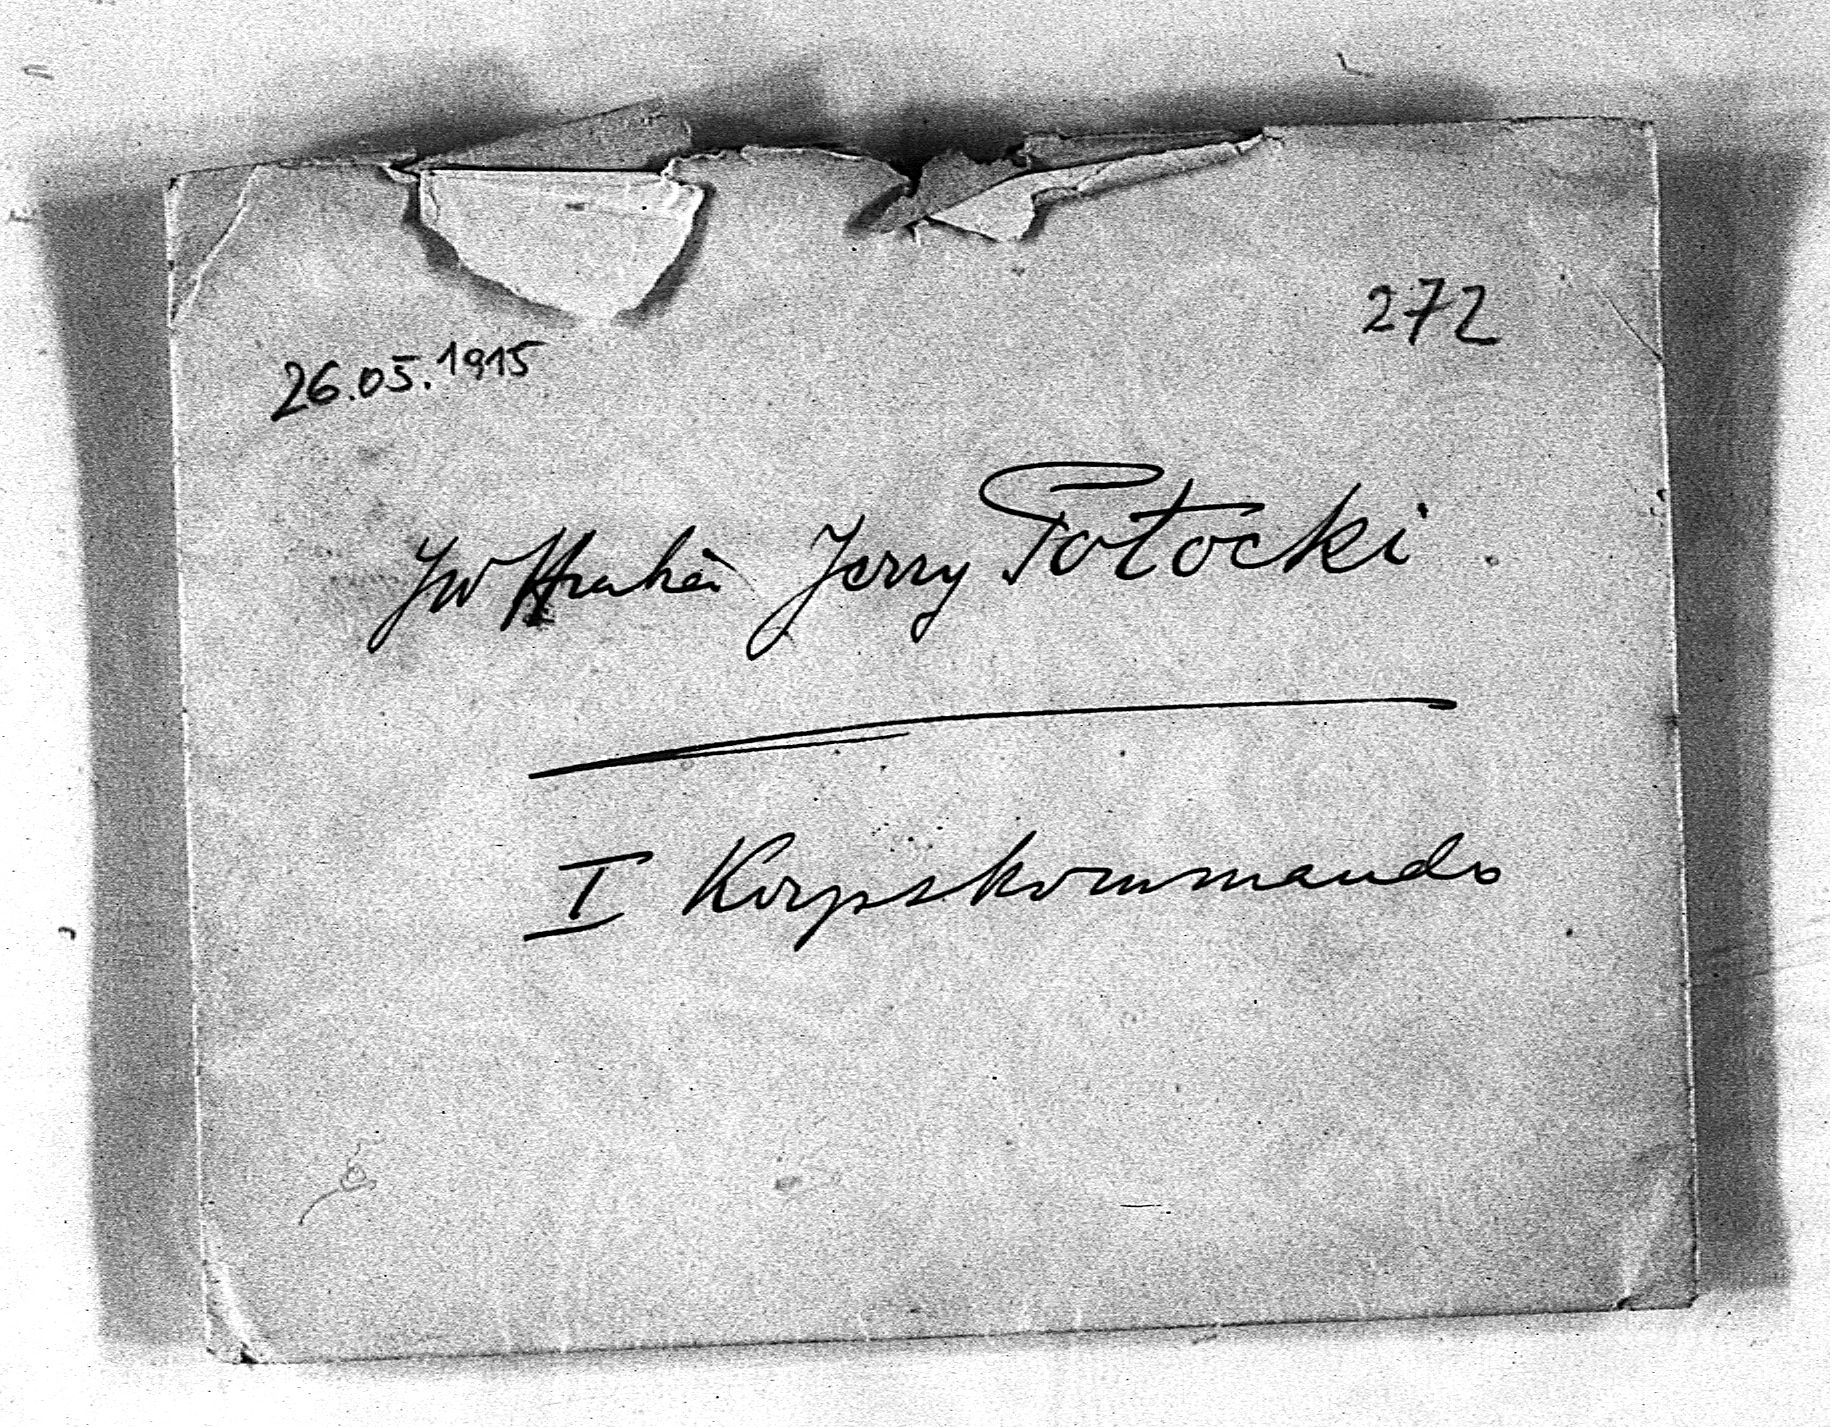 26.05.1915
272
JW Hrabia Jerzy Potocki
I Korpskommando